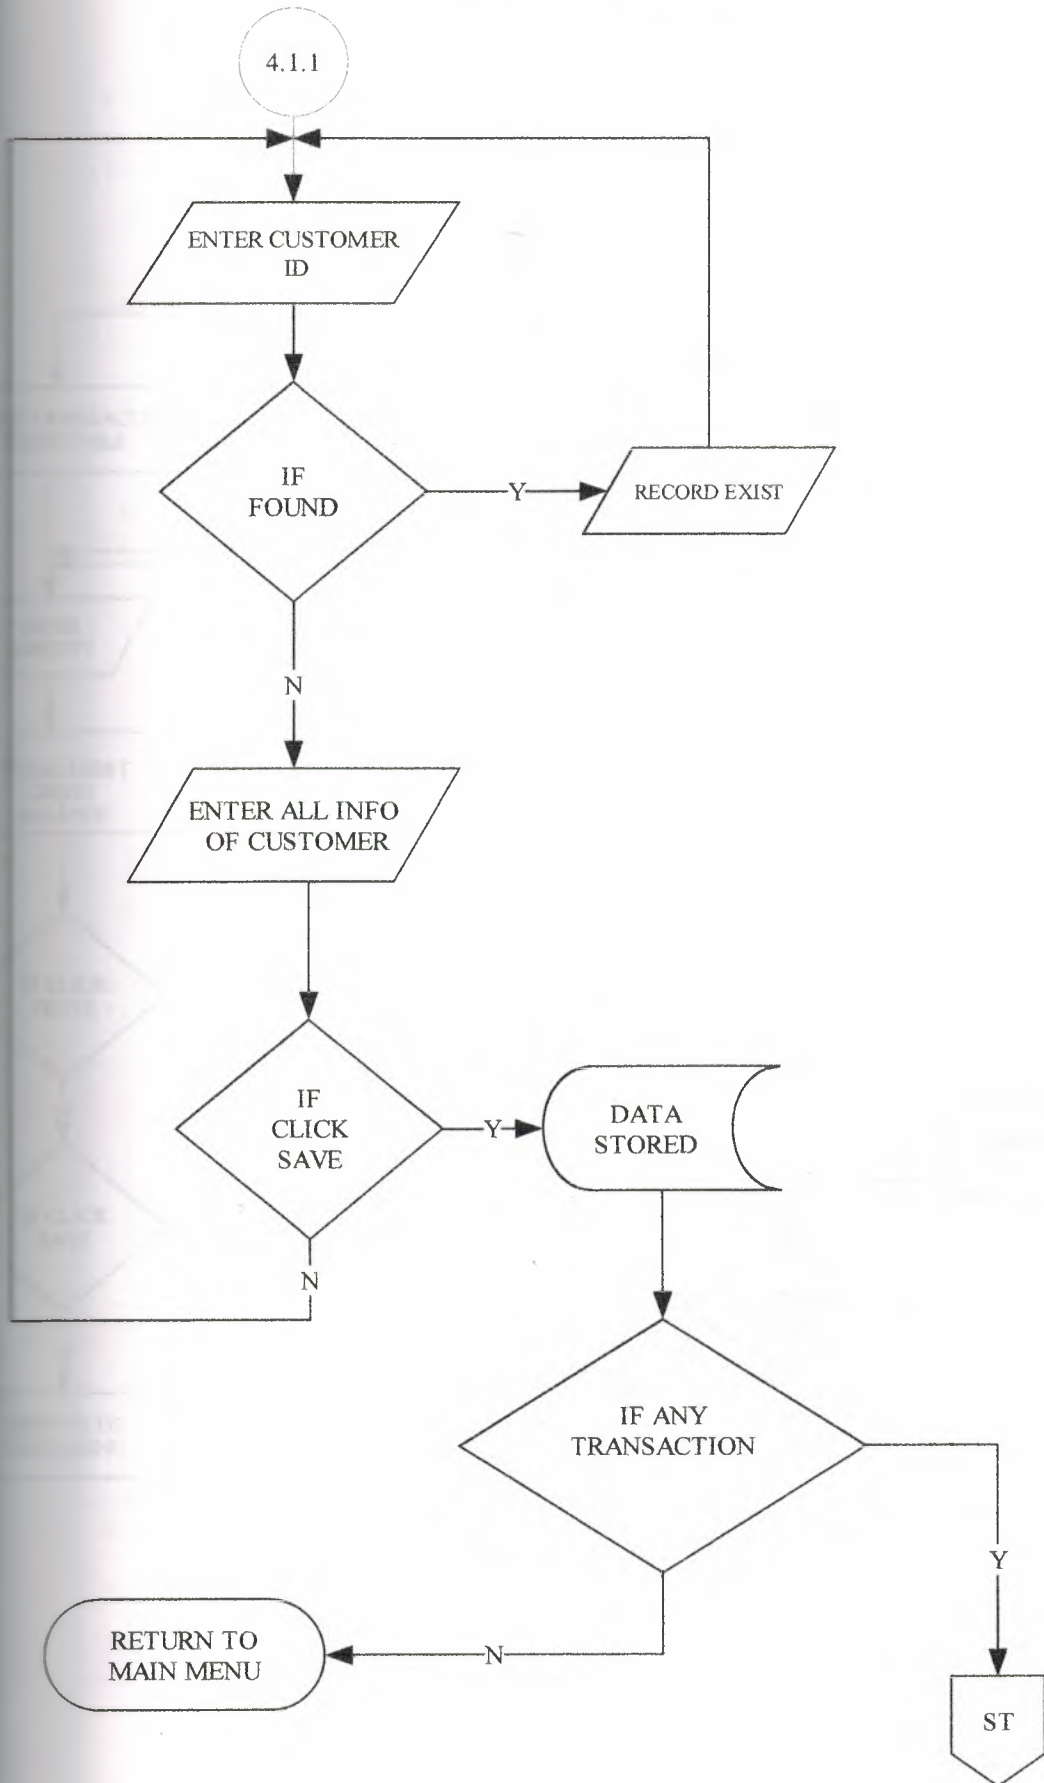 4.1.1
ENTER CUSTOMER
ID
IF
FOUND
Y
RECORD EXIST
N
ENTER ALL INFO
OF CUSTOMER
IF
CLICK
SAVE
Y
DATA
STORED
N
IF ANY
TRANSACTION
Y
N
RETURN TO
MAIN MENU
ST